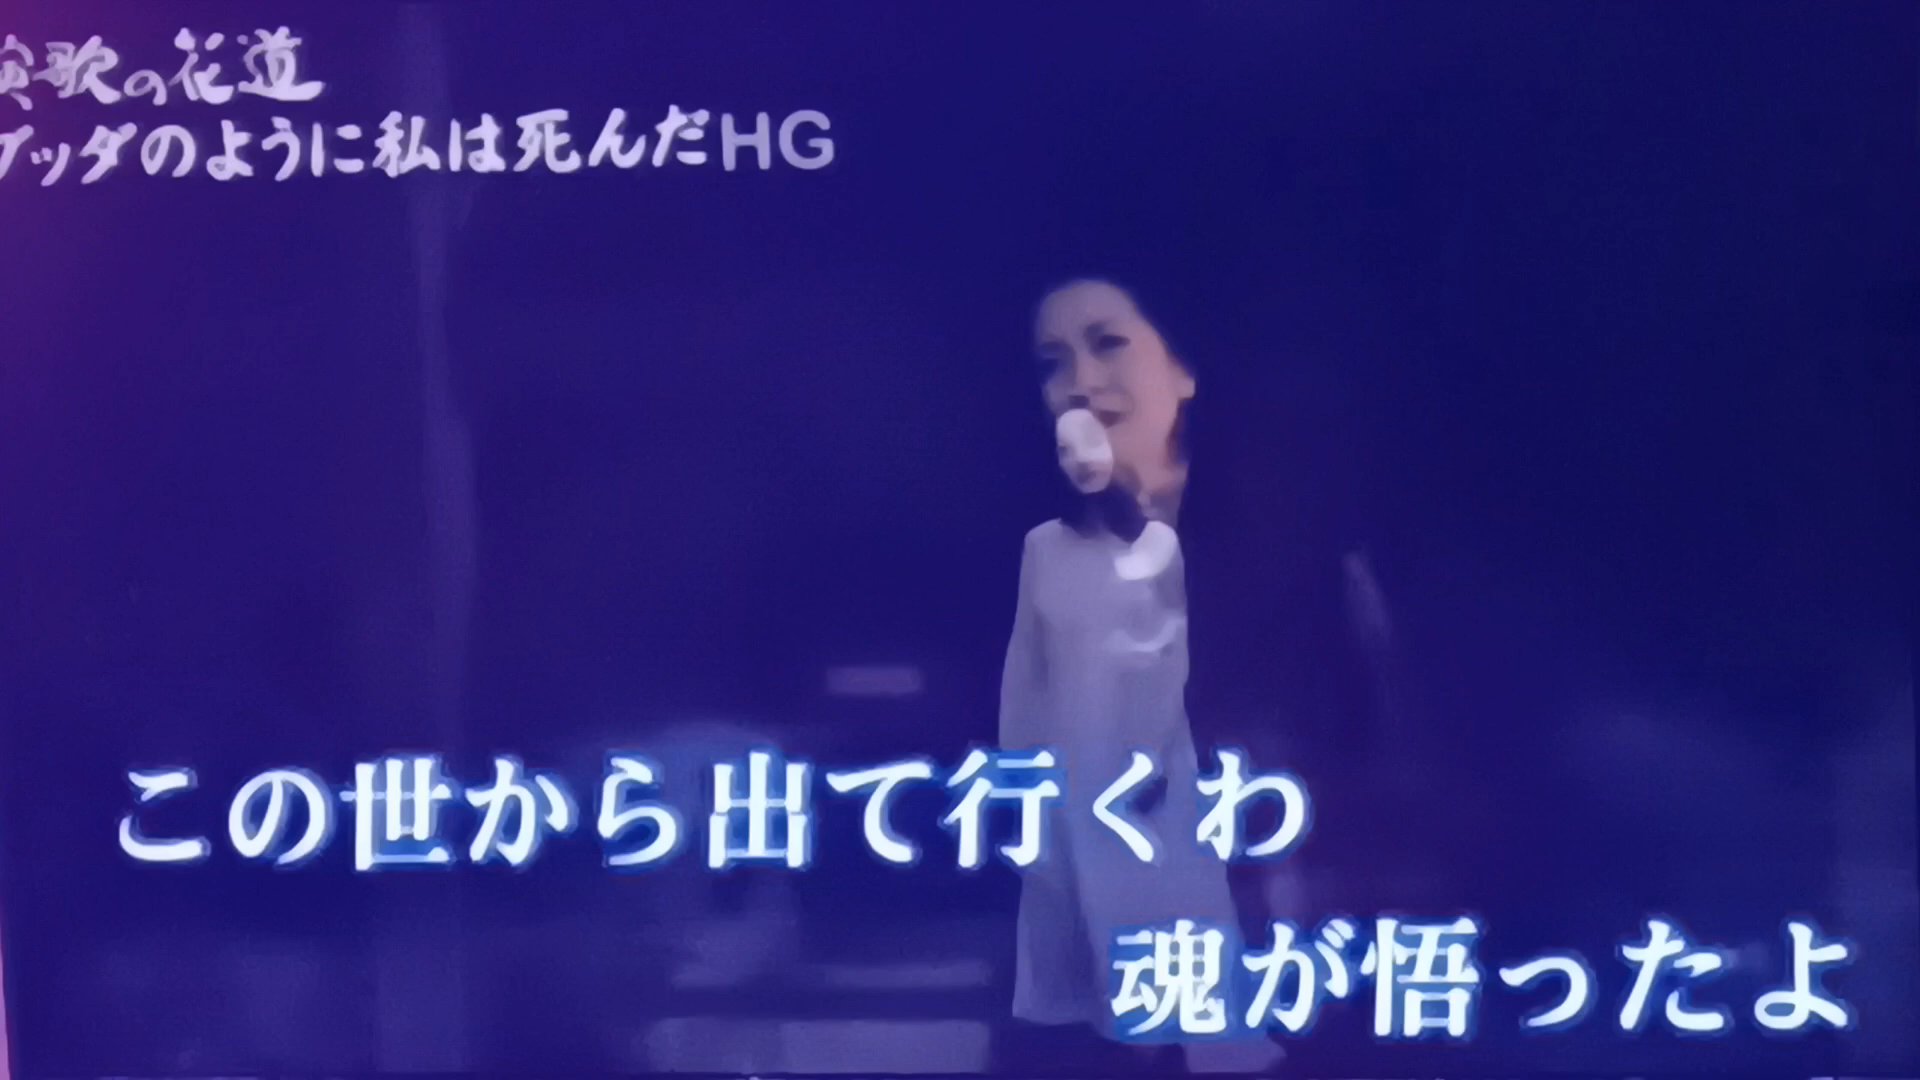 演歌の花道
ブッダのように私は死んだHG
この世から出て行くわ
魂が悟ったよ